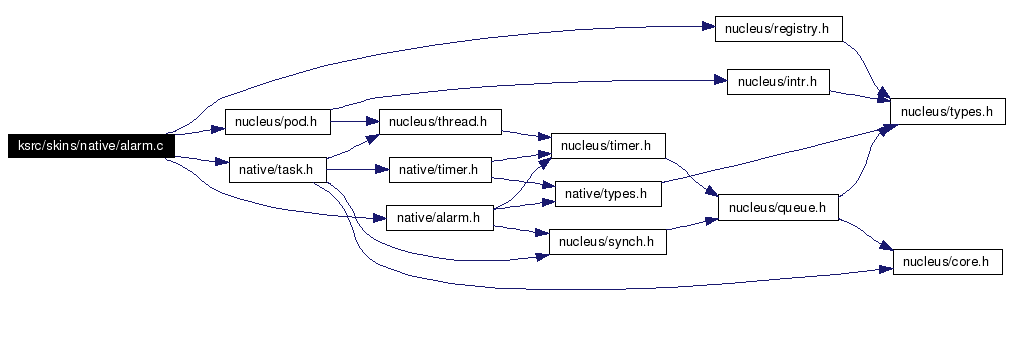 nucleus/registry.h
nucleus/intr.h
nucleus/types.h
nucleus/pod.h
nucleus/thread.h
ksrc/skins/native/alarm.c
nucleus/timer.h
native/task.h
native/timer.h
native/types.h
nucleus/queue.h
native/alarm.h
nucleus/synch.h
nucleus/core.h